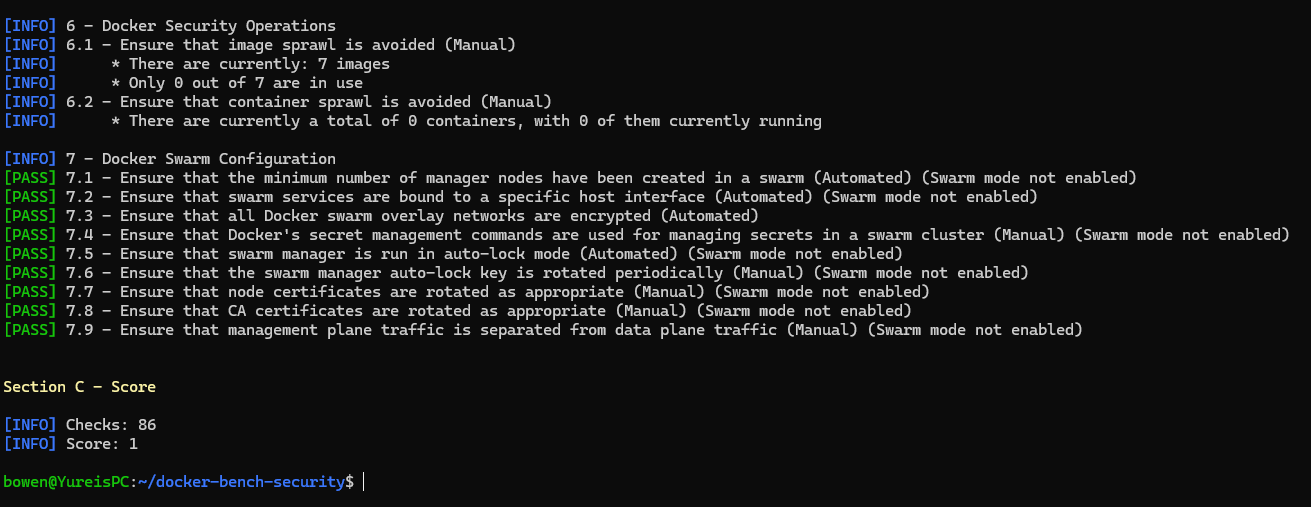 [INFO] 6 - Docker Security Operations
[INFO] 6.1 - Ensure that image sprawl is avoided (Manual)
[INFO]      * There are currently: 7 images
[INFO]      * Only 0 out of 7 are in use
[INFO] 6.2 - Ensure that container sprawl is avoided (Manual)
[INFO]      * There are currently a total of 0 containers, with 0 of them currently running
[INFO] 7 - Docker Swarm Configuration
[PASS] 7.1 - Ensure that the minimum number of manager nodes have been created in a swarm (Automated) (Swarm mode not enabled)
[PASS] 7.2 - Ensure that swarm services are bound to a specific host interface (Automated) (Swarm mode not enabled)
[PASS] 7.3 - Ensure that all Docker swarm overlay networks are encrypted (Automated)
[PASS] 7.4 - Ensure that Docker's secret management commands are used for managing secrets in a swarm cluster (Manual) (Swarm mode not enabled)
[PASS] 7.5 - Ensure that swarm manager is run in auto-lock mode (Automated) (Swarm mode not enabled)
[PASS] 7.6 - Ensure that the swarm manager auto-lock key is rotated periodically (Manual) (Swarm mode not enabled)
[PASS] 7.7 - Ensure that node certificates are rotated as appropriate (Manual) (Swarm mode not enabled)
[PASS] 7.8 - Ensure that CA certificates are rotated as appropriate (Manual) (Swarm mode not enabled)
[PASS] 7.9 - Ensure that management plane traffic is separated from data plane traffic (Manual) (Swarm mode not enabled)
Section C - Score
[INFO] Checks: 86
[INFO] Score: 1
bowen@YureisPC:~/docker-bench-security$